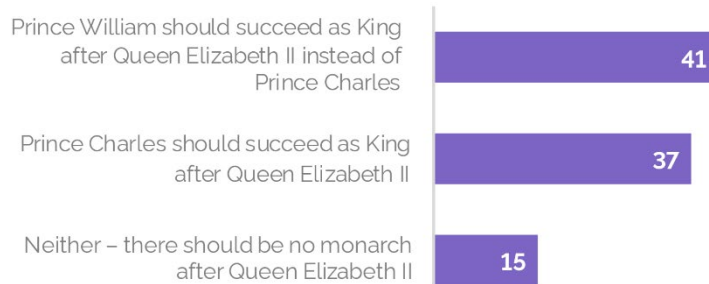 Prince William should succeed as King
after Queen Elizabeth II instead of
Prince Charles
41
Prince Charles should succeed as King
after Queen Elizabeth II
37
Neither – there should be no monarch
after Queen Elizabeth II
15